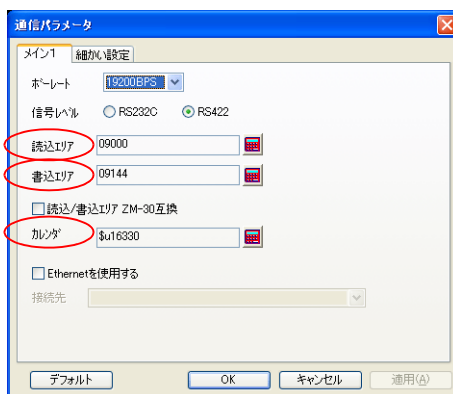 通信パラメータ
メイン1 細かい設定
ボーレート 19200BPS
信号レベル RS232C RS422
読込エリア 09000
書込エリア 09144
読込/書込エリア ZM-30互換
カレンダ $u16330
Ethernetを使用する
接続先
デフォルト OK キャンセル 適用(A)